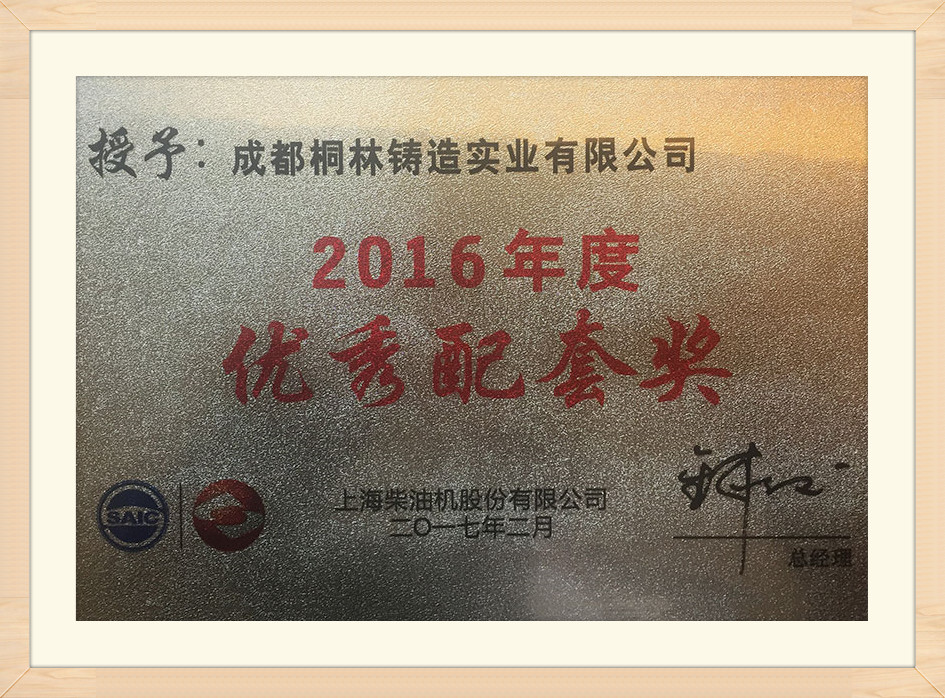 授予：成都桐林铸造实业有限公司
2016年度
优秀配套奖
SAIC
上海柴油机股份有限公司
二〇一七年二月
总经理